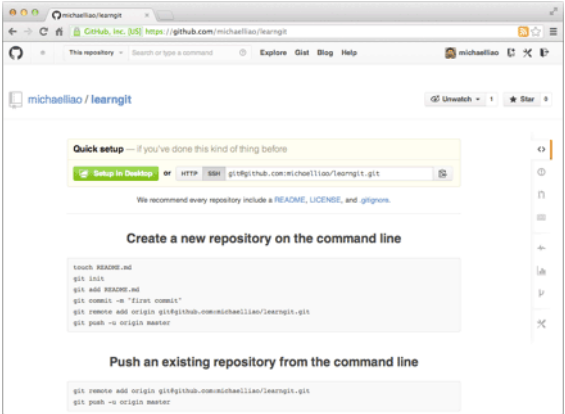 michaelliao/learngit
GitHub, Inc. [US] https://github.com/michaelliao/learngit
This repository Search or type a command Explore Gist Blog Help michaelliao
michaelliao / learngit Unwatch 1 Star 0
Quick setup — if you've done this kind of thing before
Setup in Desktop or HTTP SSH git@github.com:michaelliao/learngit.git
We recommend every repository include a README, LICENSE, and .gitignore.
Create a new repository on the command line
touch README.md
git init
git add README.md
git commit -m "first commit"
git remote add origin git@github.com:michaelliao/learngit.git
git push -u origin master
Push an existing repository from the command line
git remote add origin git@github.com:michaelliao/learngit.git
git push -u origin master